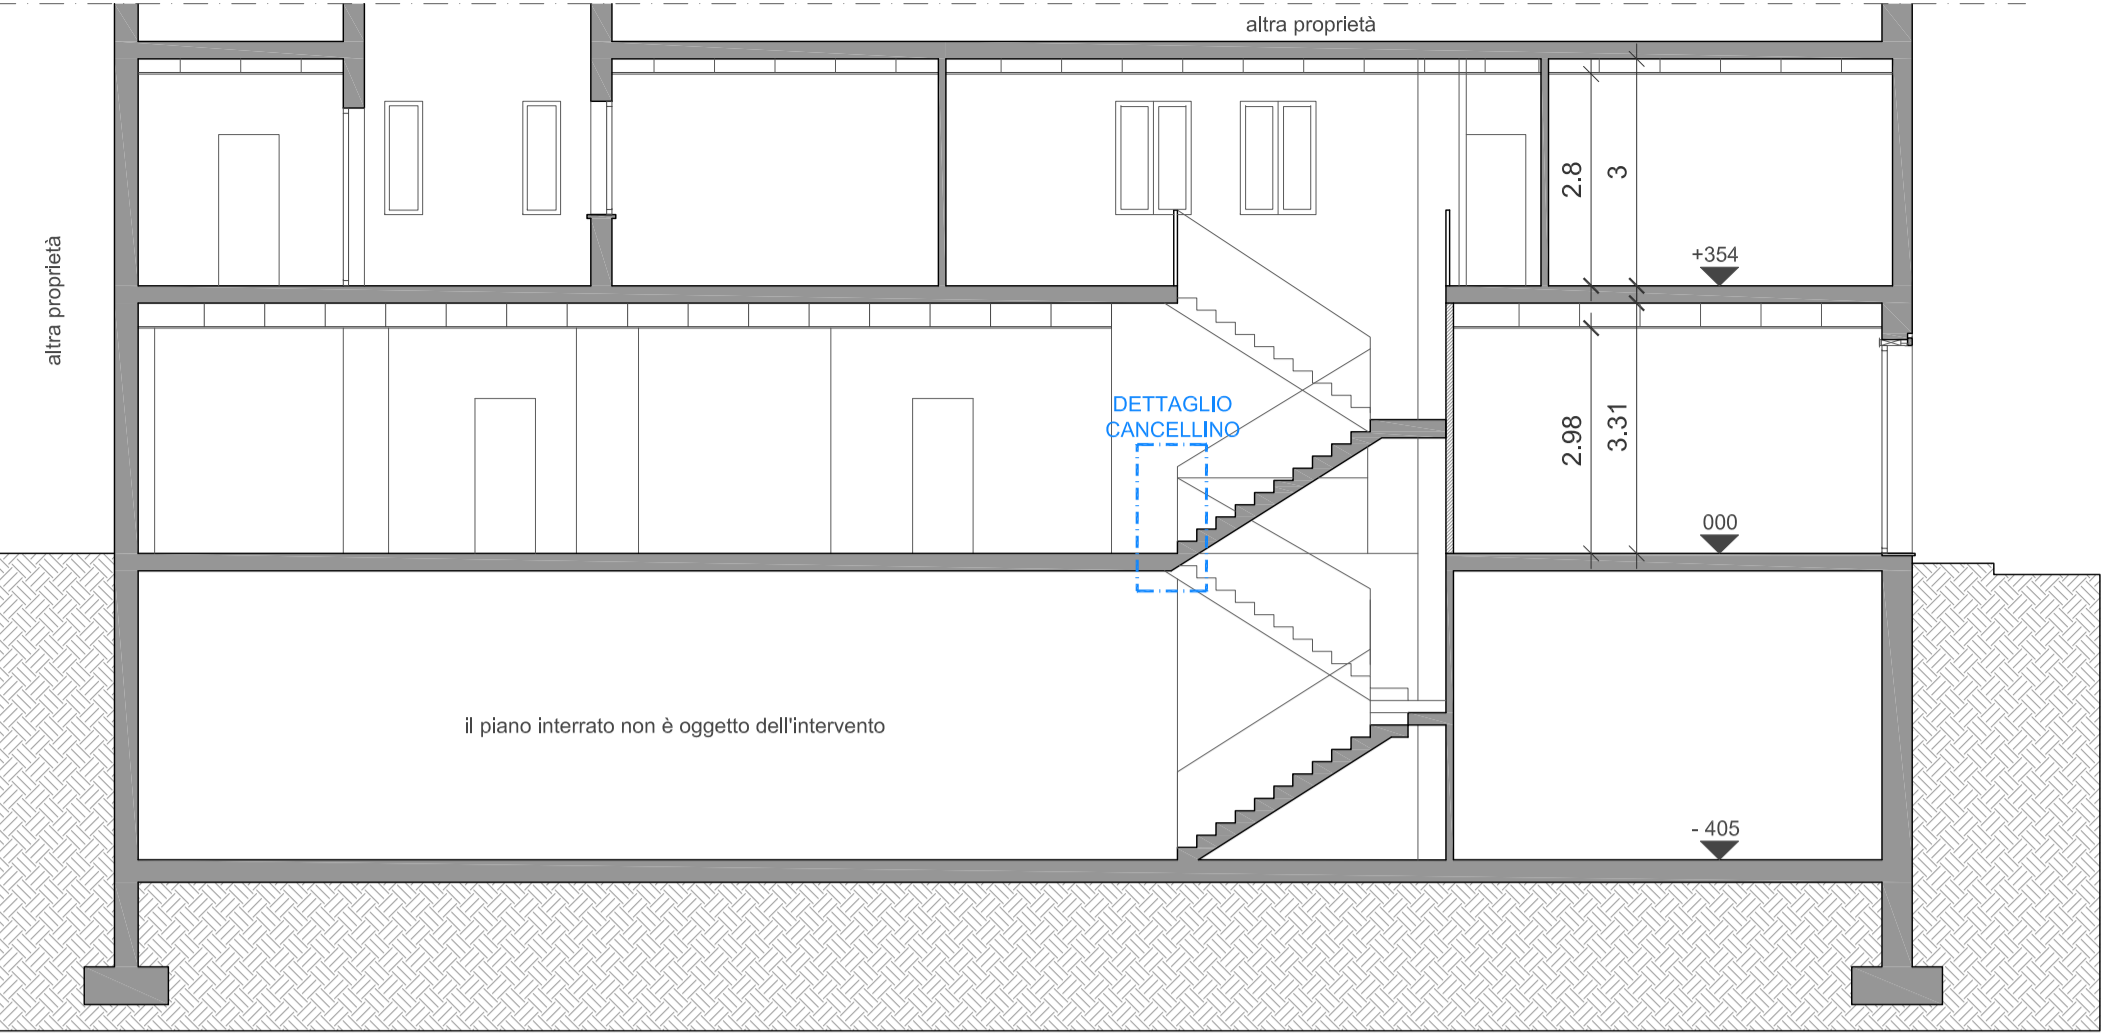 altra proprietà
altra proprietà
2.8
3
+354
DETTAGLIO
CANCELLINO
2.98
3.31
000
il piano interrato non è oggetto dell'intervento
- 405